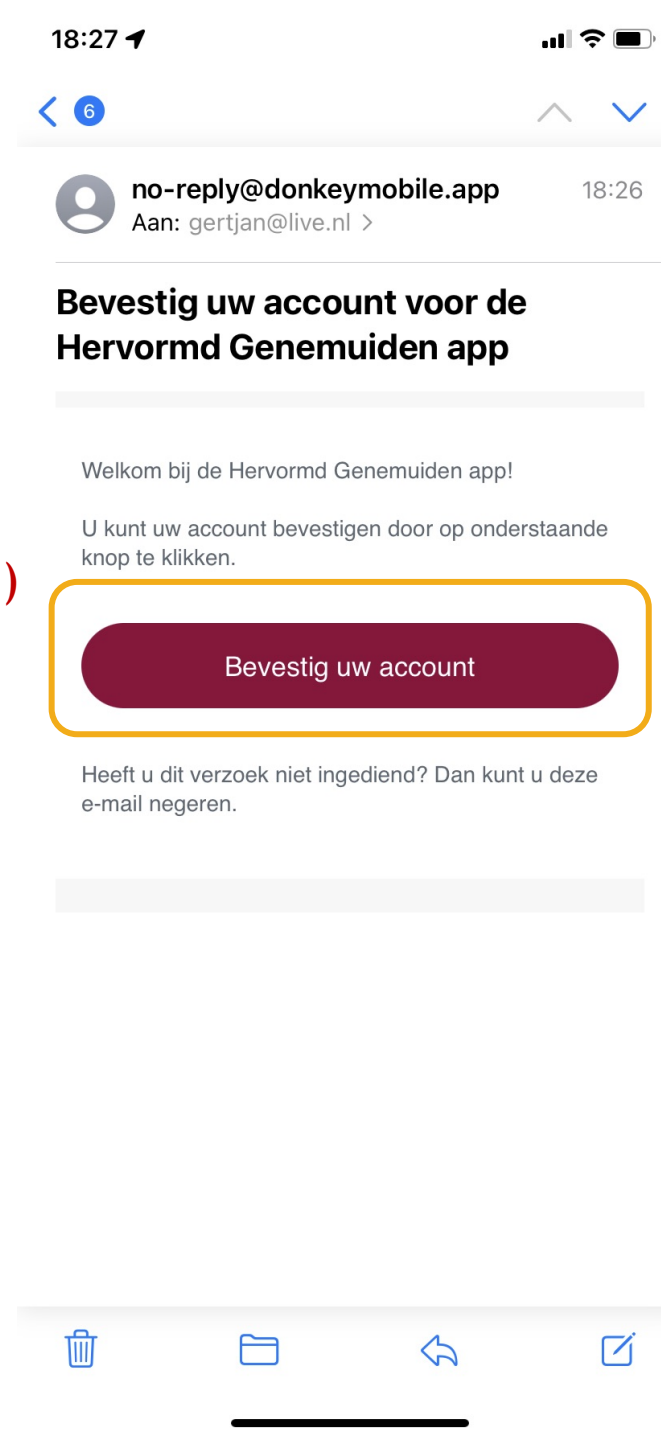 18:27
6
no-reply@donkeymobile.app 18:26
Aan: gertjan@live.nl >
Bevestig uw account voor de
Hervormd Genemuiden app
Welkom bij de Hervormd Genemuiden app!
U kunt uw account bevestigen door op onderstaande
knop te klikken.
)
Bevestig uw account
Heeft u dit verzoek niet ingediend? Dan kunt u deze
e-mail negeren.